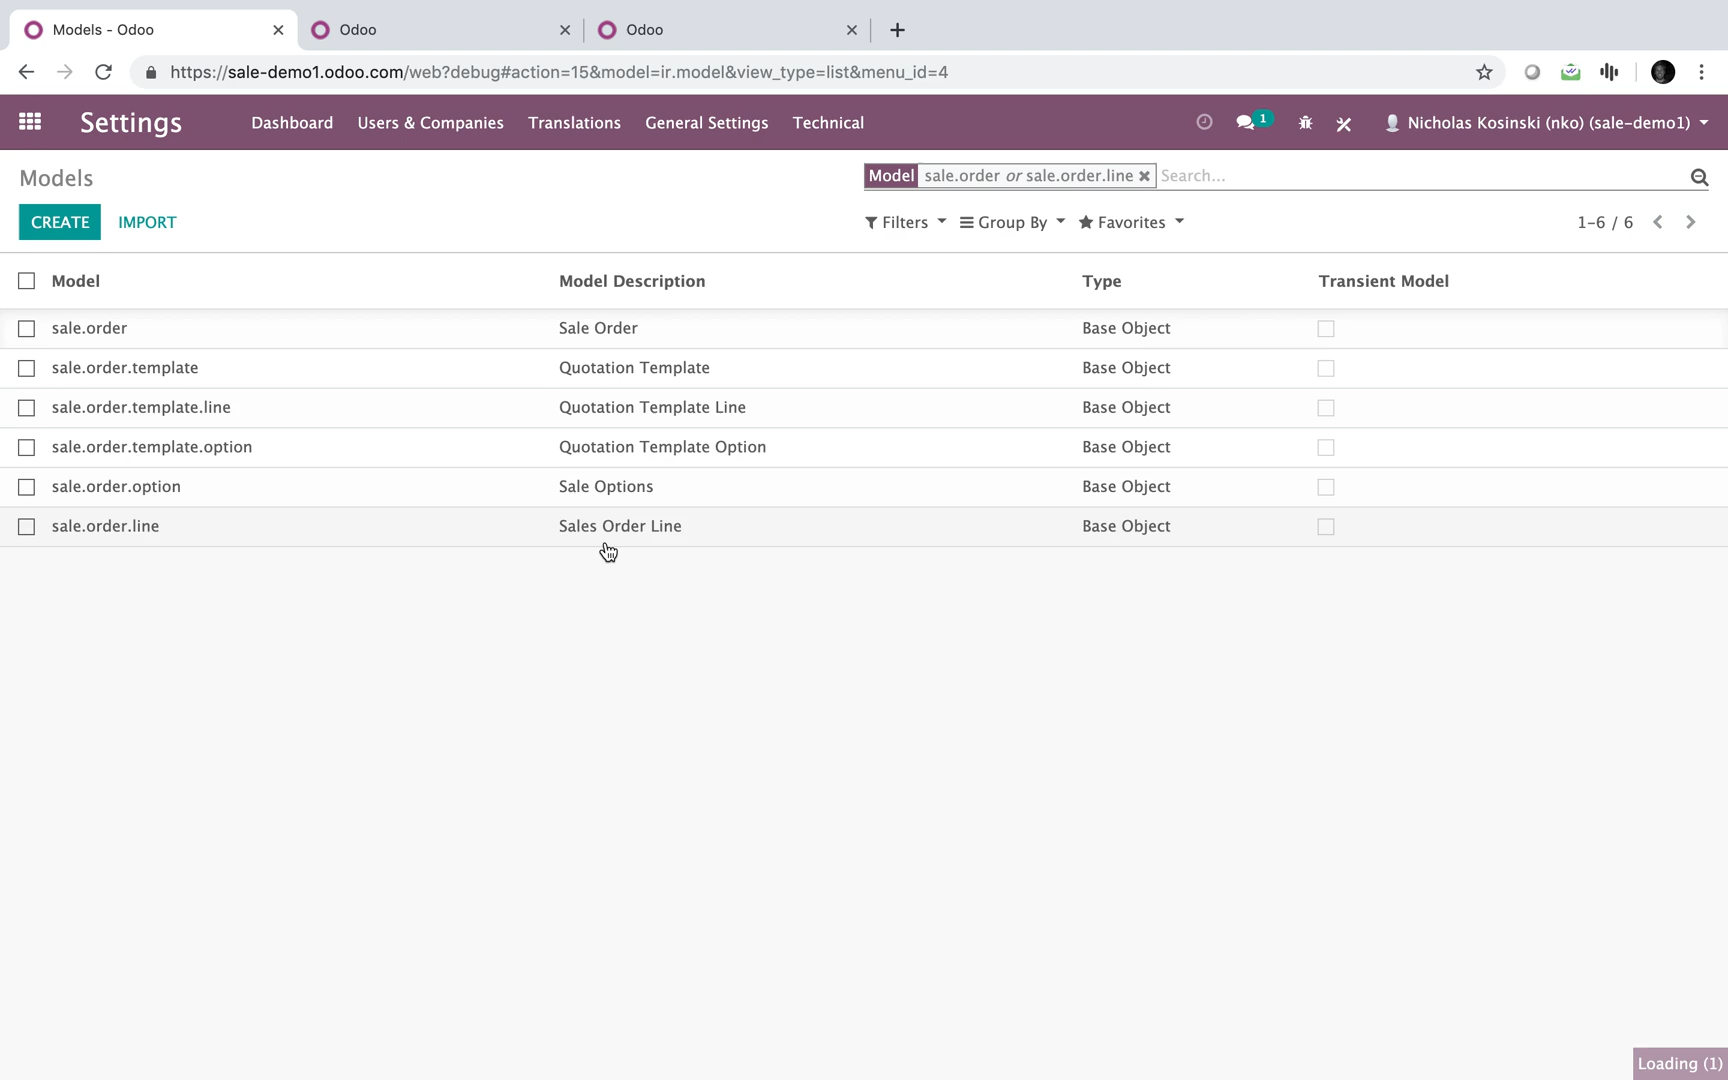 Models - Odoo
Odoo
Odoo
https://sale-demo1.odoo.com/web?debug#action=15&model=ir.model&view_type=list&menu_id=4
Settings Dashboard Users & Companies Translations General Settings Technical 1 Nicholas Kosinski (nko) (sale-demo1)
Models Model sale.order or sale.order.line Search...
CREATE IMPORT Filters Group By Favorites 1-6 / 6
Model Model Description Type Transient Model
sale.order Sale Order Base Object
sale.order.template Quotation Template Base Object
sale.order.template.line Quotation Template Line Base Object
sale.order.template.option Quotation Template Option Base Object
sale.order.option Sale Options Base Object
sale.order.line Sales Order Line Base Object
Loading (1)